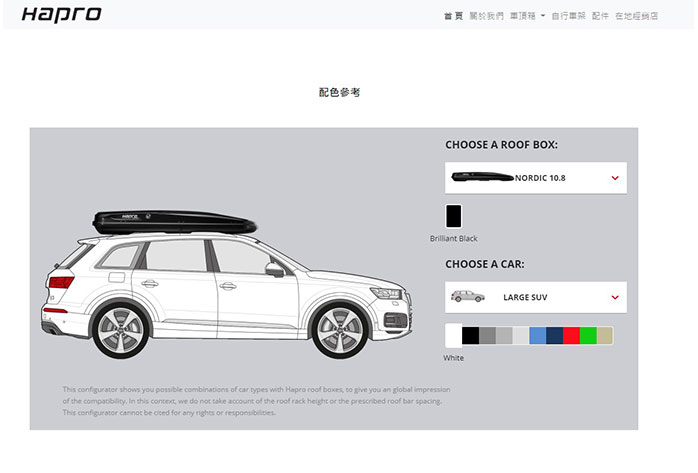 Hapro
首頁 關於我們 車頂箱 自行車架 配件 在地經銷店
配色參考
CHOOSE A ROOF BOX:
NORDIC 10.8
Brilliant Black
CHOOSE A CAR:
LARGE SUV
White
Hapro
This configurator shows you possible combinations of car types with Hapro roof boxes, to give you an global impression
of the compatibility. In this context, we do not take account of the roof rack height or the prescribed roof bar spacing.
This configurator cannot be cited for any rights or responsibilities.